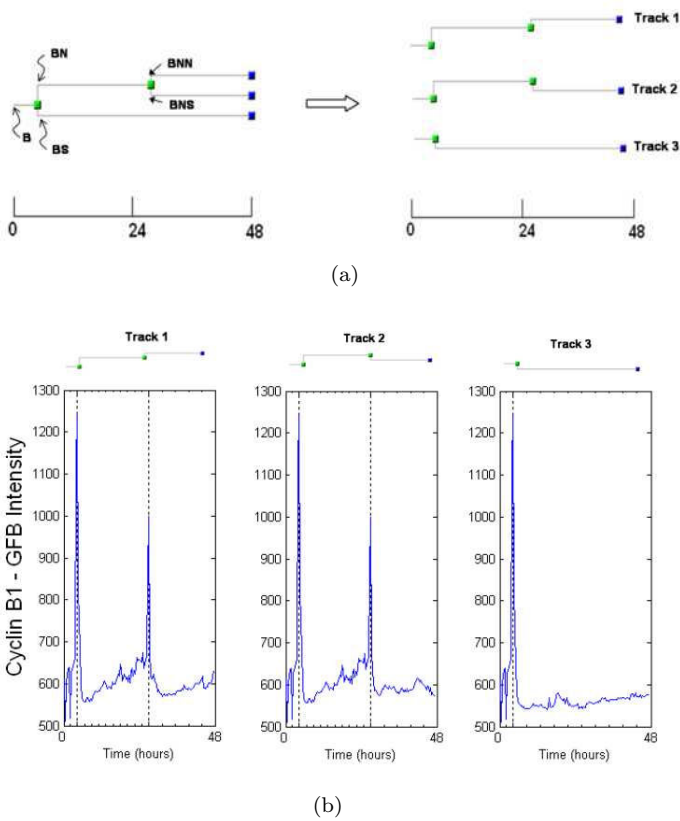 BN
BNN
BNS
B
BS
0 24 48
Track 1
Track 2
Track 3
0 24 48
(a)
Track 1
Track 2
Track 3
Cyclin B1 - GFB Intensity
1300
1200
1100
1000
900
800
700
600
500
0 48
Time (hours)
1300
1200
1100
1000
900
800
700
600
500
0 48
Time (hours)
1300
1200
1100
1000
900
800
700
600
500
0 48
Time (hours)
(b)